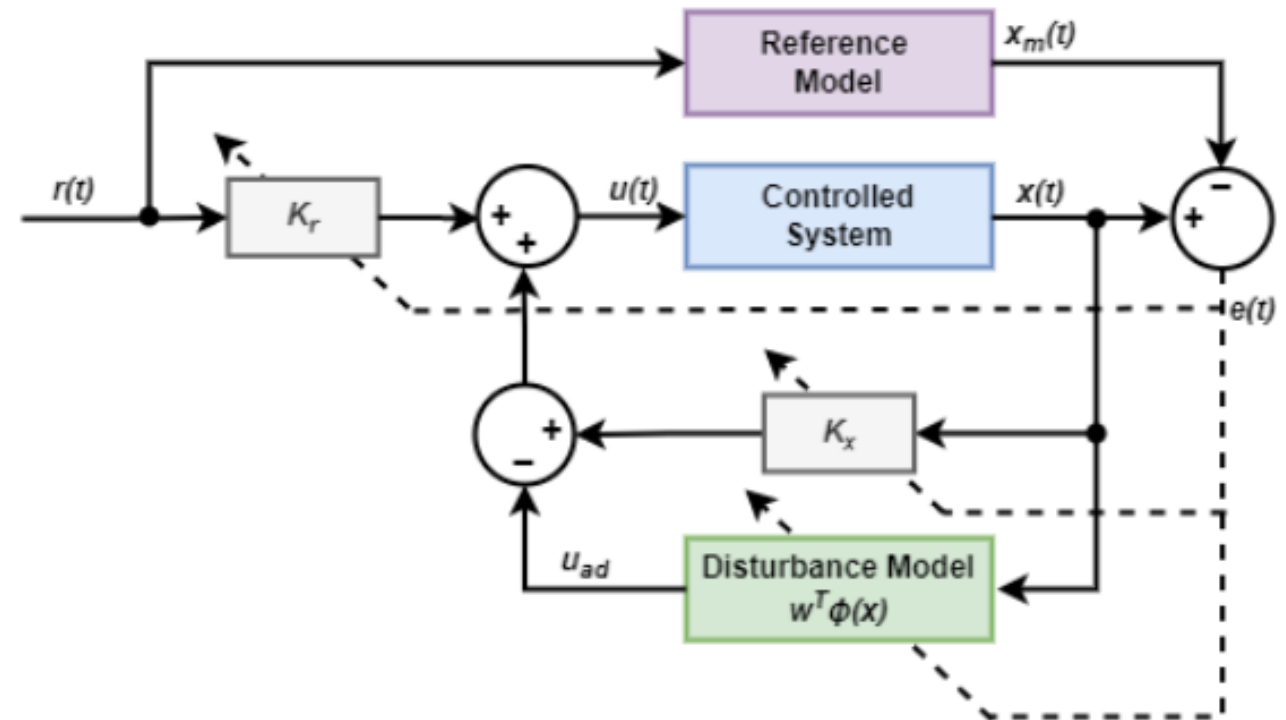 Reference
Model
x_m(t)
r(t)
K_r
+
+
u(t)
Controlled
System
x(t)
−
+
e(t)
+
−
K_x
u_ad
Disturbance Model
w^T ϕ(x)